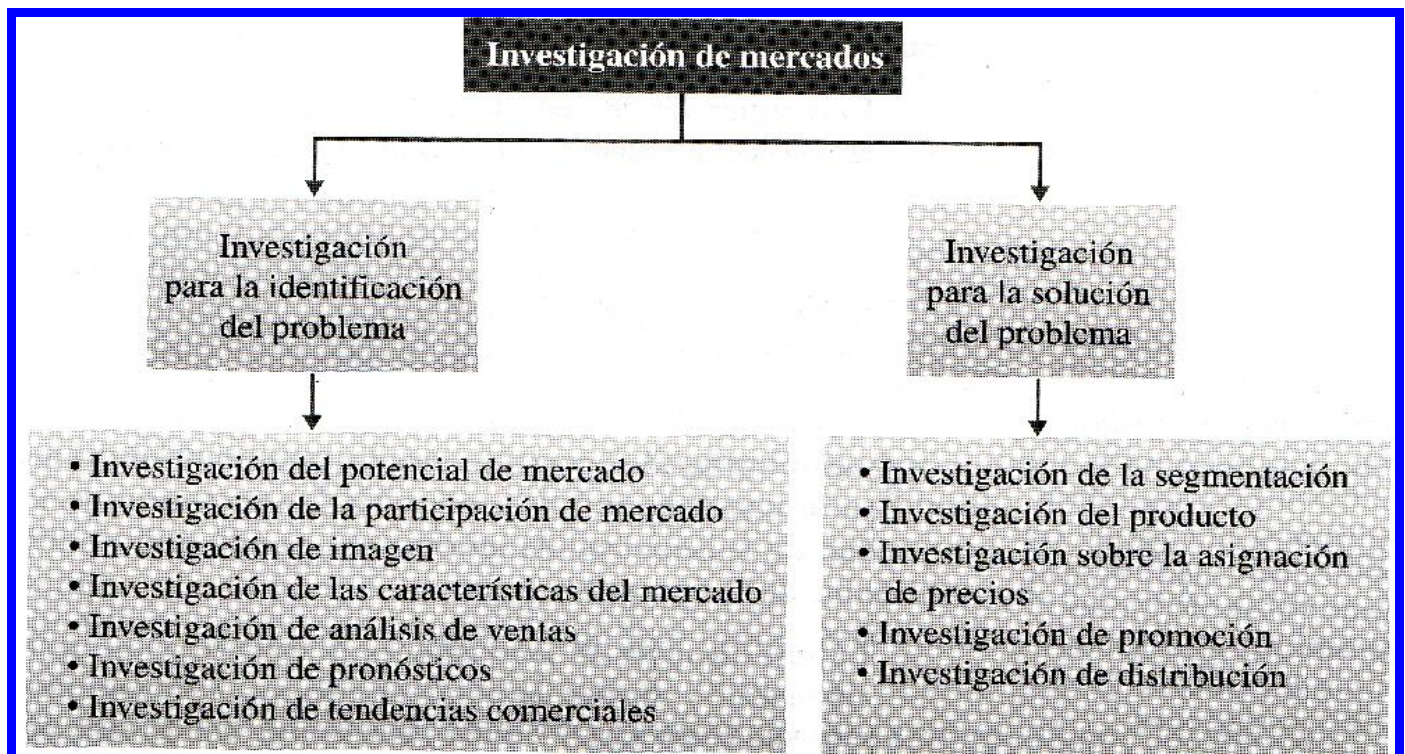 Investigación de mercados
Investigación
para la identificación
del problema
Investigación
para la solución
del problema
• Investigación del potencial de mercado
• Investigación de la participación de mercado
• Investigación de imagen
• Investigación de las características del mercado
• Investigación de análisis de ventas
• Investigación de pronósticos
• Investigación de tendencias comerciales
• Investigación de la segmentación
• Investigación del producto
• Investigación sobre la asignación
de precios
• Investigación de promoción
• Investigación de distribución